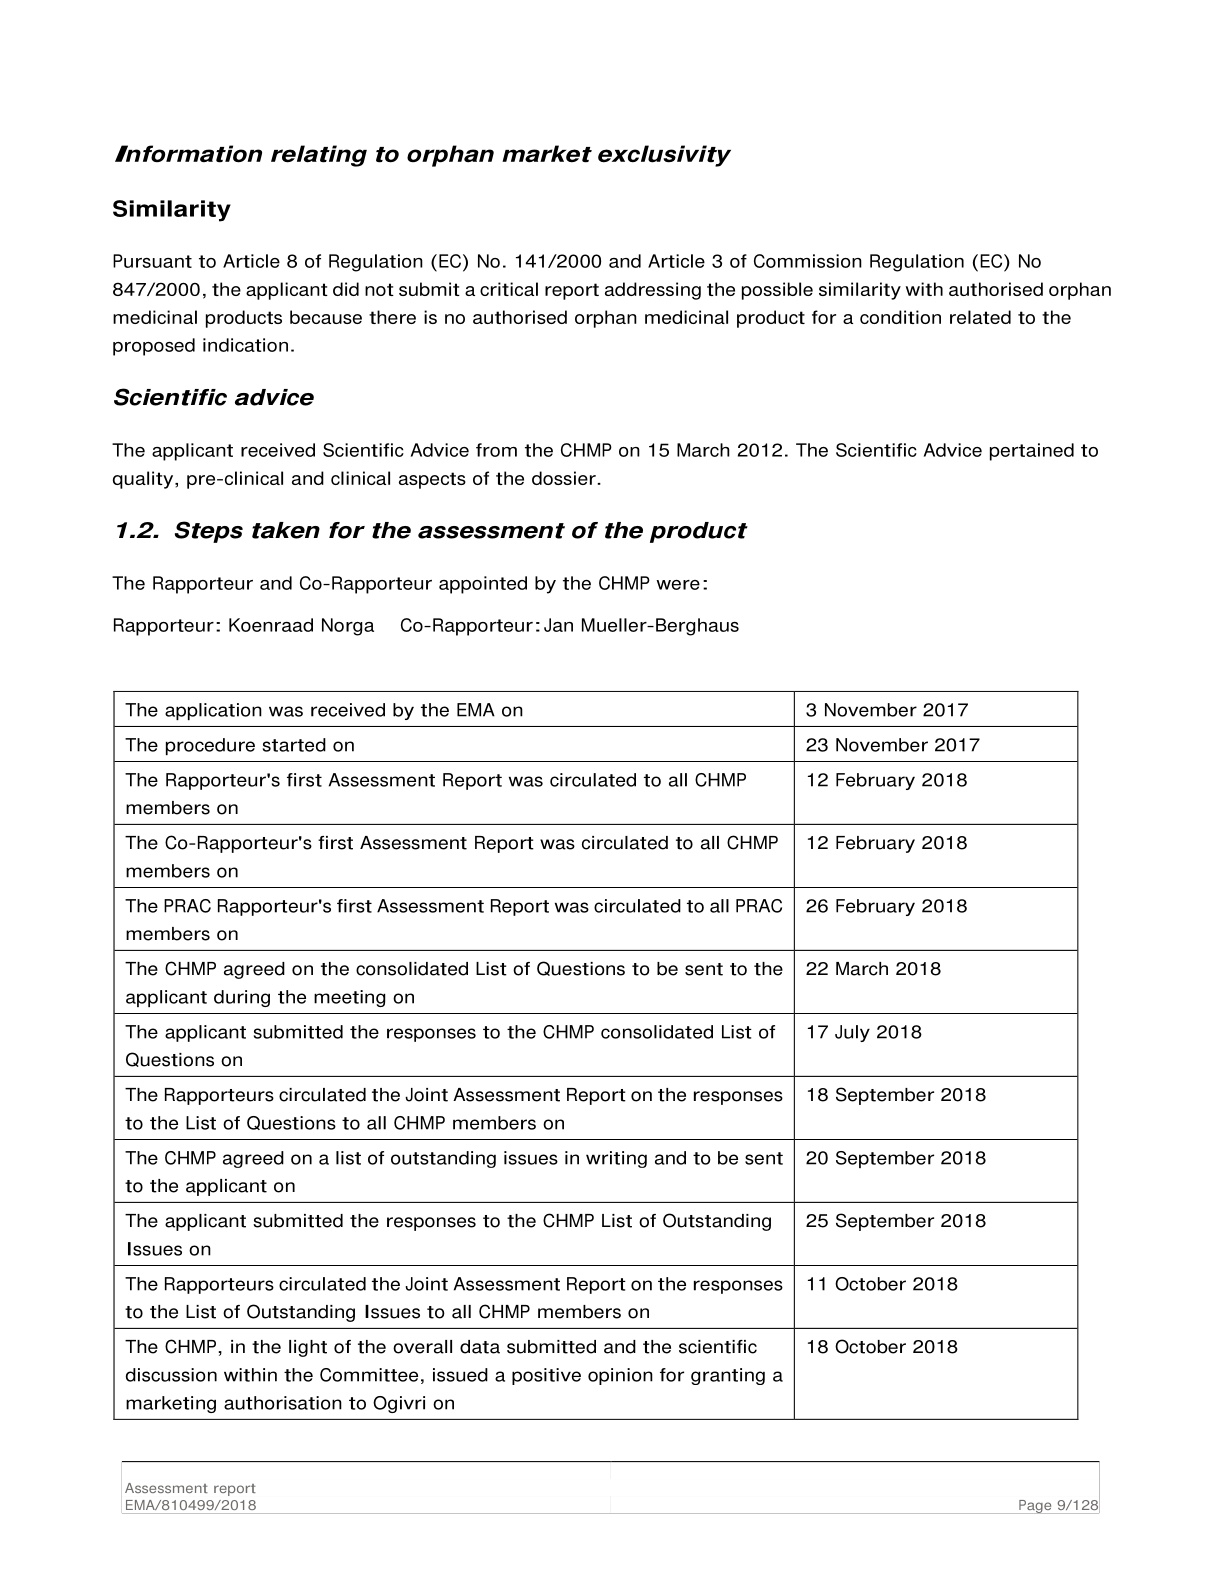 Information relating to orphan market exclusivity
Similarity
Pursuant to Article 8 of Regulation (EC) No. 141/2000 and Article 3 of Commission Regulation (EC) No
847/2000, the applicant did not submit a critical report addressing the possible similarity with authorised orphan
medicinal products because there is no authorised orphan medicinal product for a condition related to the
proposed indication.
Scientific advice
The applicant received Scientific Advice from the CHMP on 15 March 2012. The Scientific Advice pertained to
quality, pre-clinical and clinical aspects of the dossier.
1.2. Steps taken for the assessment of the product
The Rapporteur and Co-Rapporteur appointed by the CHMP were:
Rapporteur: Koenraad Norga Co-Rapporteur: Jan Mueller-Berghaus
The application was received by the EMA on 3 November 2017
The procedure started on 23 November 2017
The Rapporteur's first Assessment Report was circulated to all CHMP 12 February 2018
members on
The Co-Rapporteur's first Assessment Report was circulated to all CHMP 12 February 2018
members on
The PRAC Rapporteur's first Assessment Report was circulated to all PRAC 26 February 2018
members on
The CHMP agreed on the consolidated List of Questions to be sent to the 22 March 2018
applicant during the meeting on
The applicant submitted the responses to the CHMP consolidated List of 17 July 2018
Questions on
The Rapporteurs circulated the Joint Assessment Report on the responses 18 September 2018
to the List of Questions to all CHMP members on
The CHMP agreed on a list of outstanding issues in writing and to be sent 20 September 2018
to the applicant on
The applicant submitted the responses to the CHMP List of Outstanding 25 September 2018
Issues on
The Rapporteurs circulated the Joint Assessment Report on the responses 11 October 2018
to the List of Outstanding Issues to all CHMP members on
The CHMP, in the light of the overall data submitted and the scientific 18 October 2018
discussion within the Committee, issued a positive opinion for granting a
marketing authorisation to Ogivri on
Assessment report
EMA/810499/2018 Page 9/128